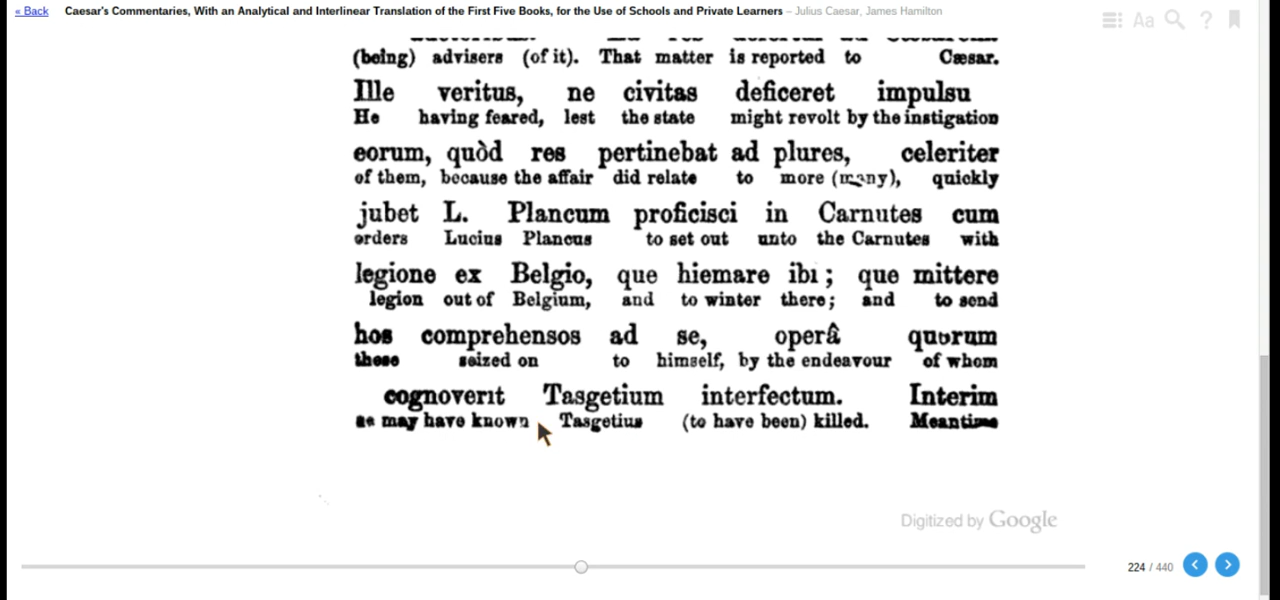 « Back Caesar's Commentaries, With an Analytical and Interlinear Translation of the First Five Books, for the Use of Schools and Private Learners – Julius Caesar, James Hamilton
Aa ?
(being) advisers (of it). That matter is reported to Cæsar.
Ille veritus, ne civitas deficeret impulsu
He having feared, lest the state might revolt by the instigation
eorum, quòd res pertinebat ad plures, celeriter
of them, because the affair did relate to more (many), quickly
jubet L. Plancum proficisci in Carnutes cum
orders Lucius Plancus to set out unto the Carnutes with
legione ex Belgio, que hiemare ibi; que mittere
legion out of Belgium, and to winter there; and to send
hos comprehensos ad se, operâ quorum
these seized on to himself, by the endeavour of whom
cognoverit Tasgetium interfectum. Interim
he may have known Tasgetius (to have been) killed. Meantime
Digitized by Google
224 / 440